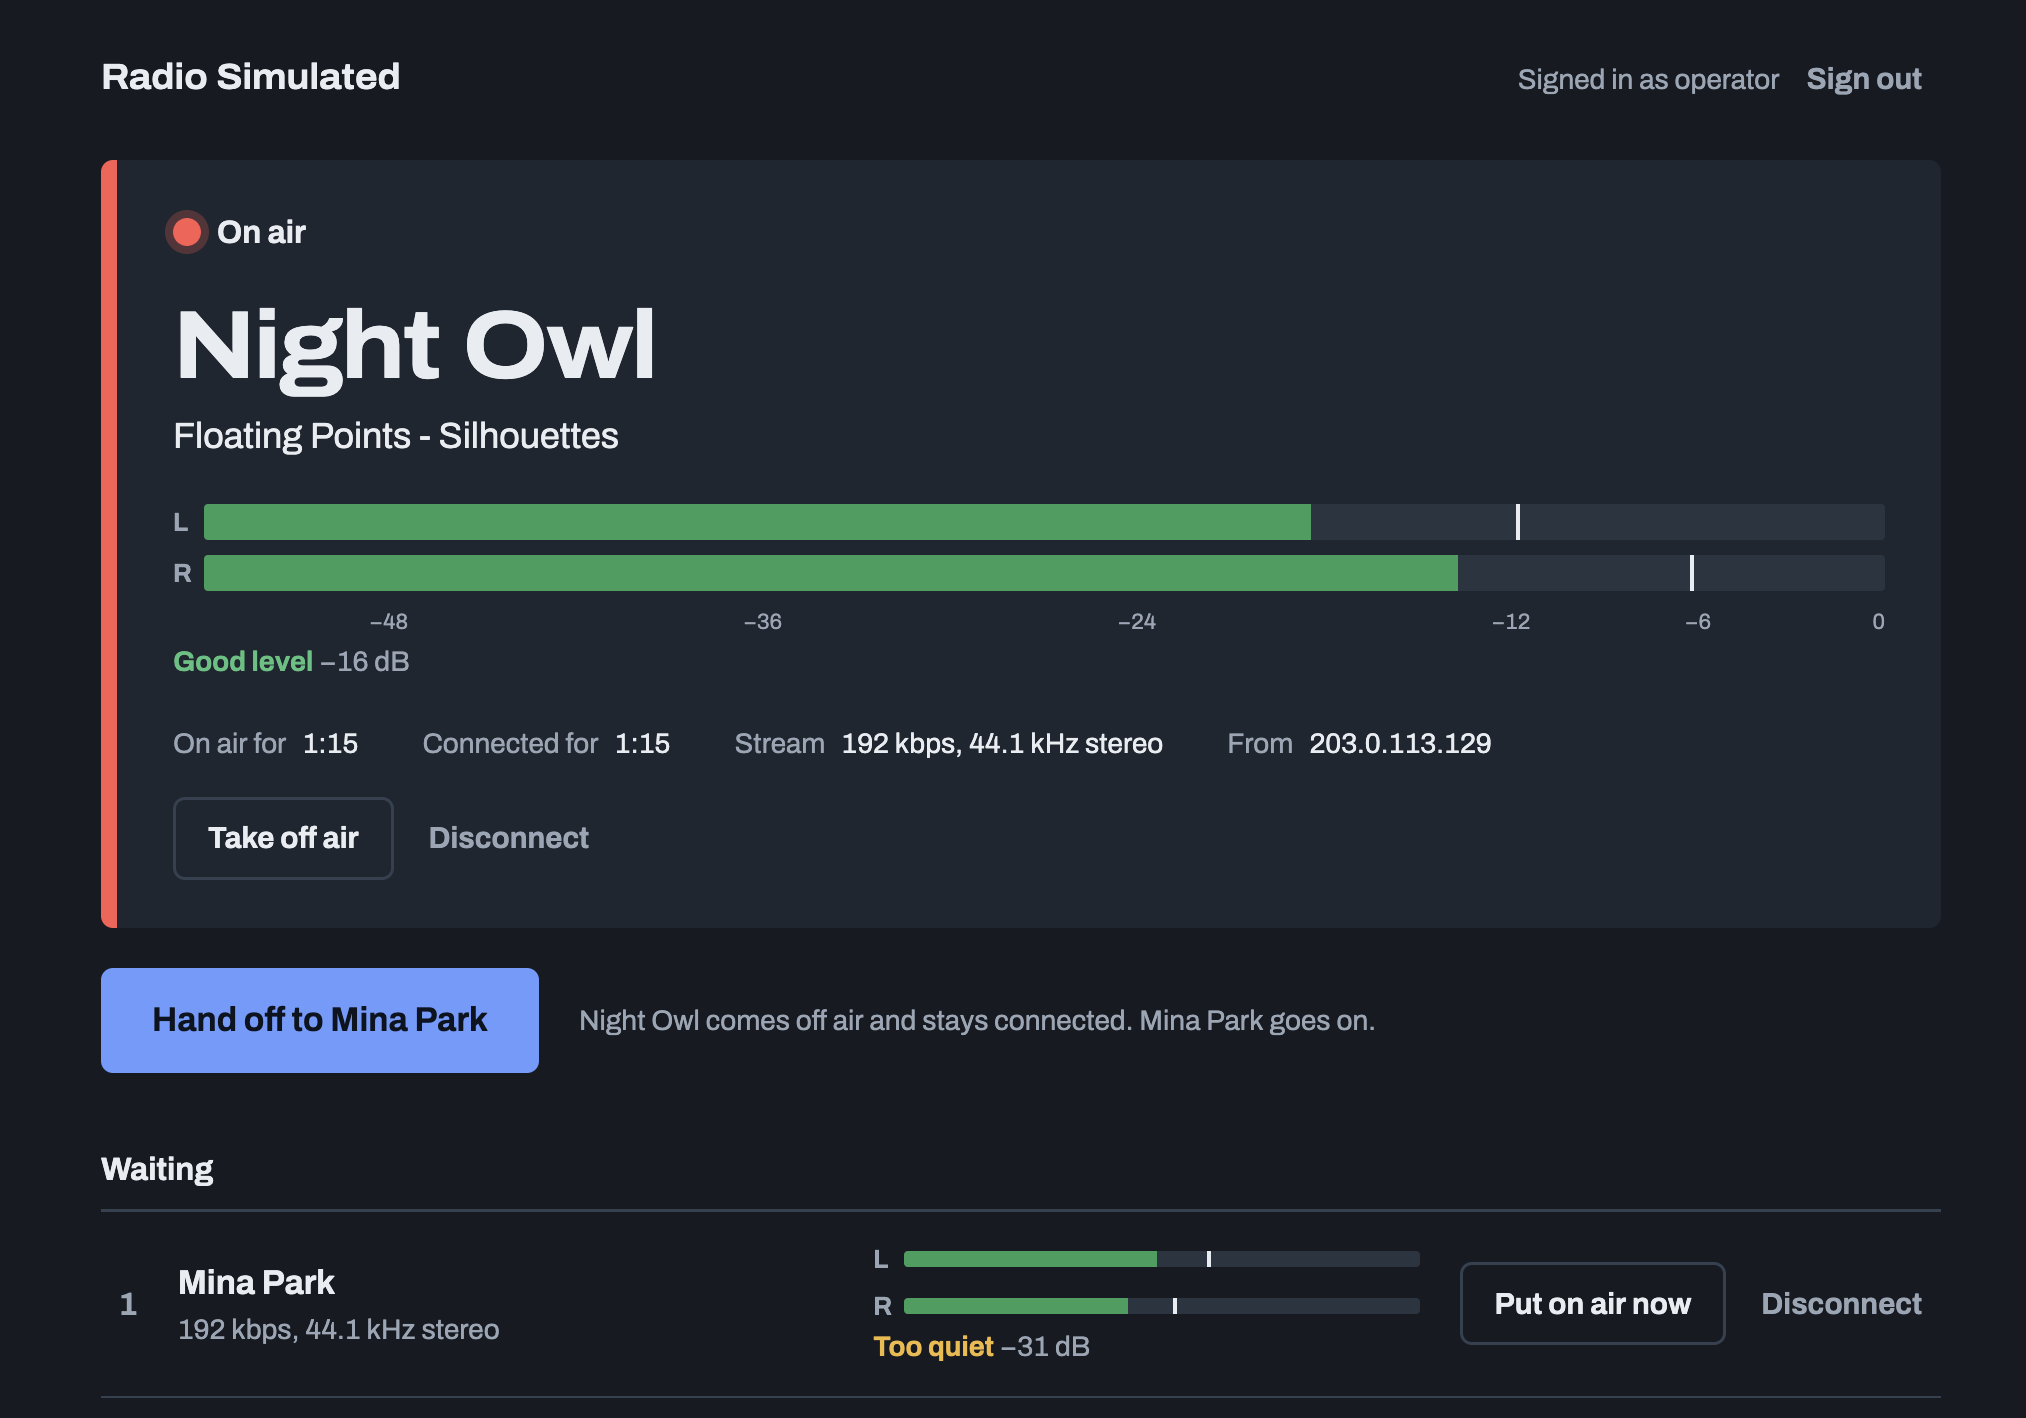 Radio Simulated
Signed in as operator Sign out
On air
Night Owl
Floating Points - Silhouettes
L
R
−48 −36 −24 −12 −6 0
Good level −16 dB
On air for 1:15 Connected for 1:15 Stream 192 kbps, 44.1 kHz stereo From 203.0.113.129
Take off air Disconnect
Hand off to Mina Park Night Owl comes off air and stays connected. Mina Park goes on.
Waiting
1
Mina Park
192 kbps, 44.1 kHz stereo
L
R
Too quiet −31 dB
Put on air now Disconnect